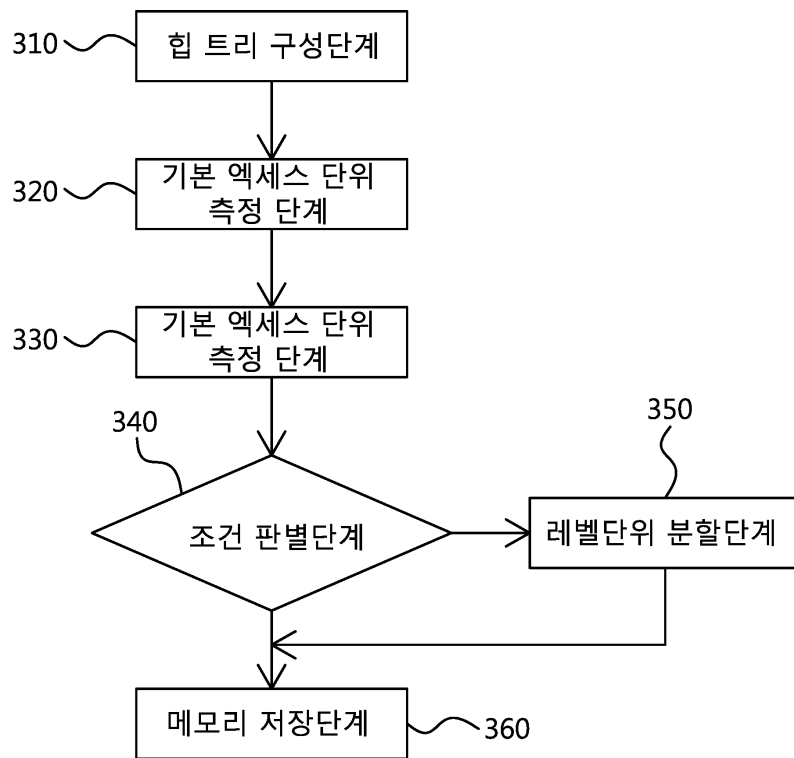 310
힙 트리 구성단계
320
기본 엑세스 단위
측정 단계
330
기본 엑세스 단위
측정 단계
340
조건 판별단계
350
레벨단위 분할단계
메모리 저장단계
360